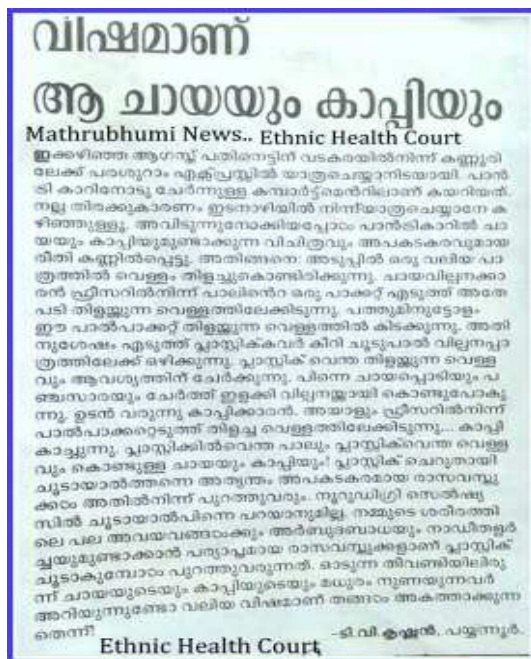 വിഷമാണ്
ആ ചായയും കാപ്പിയും
Mathrubhumi News.. Ethnic Health Court
ഇക്കഴിഞ്ഞ ആഗസ്ത് പതിനെട്ടിന് വടകരയിൽനിന്ന് കണ്ണൂരി
ലേക്ക് പരശുറാം എക്സ്പ്രസ്സിൽ യാത്രചെയ്യാനിടയായി. പാൻ
ട്രി കാറിനോടു ചേർന്നുള്ള കമ്പാർട്ട്മെൻറിലാണ് കയറിയത്.
നല്ല തിരക്കുകാരണം ഇടനാഴിയിൽ നിന്ന്‌യാത്രചെയ്യാനേ ക
ഴിഞ്ഞുള്ളൂ. അവിടുന്നുനോക്കിയപ്പോൾ പാൻട്രികാറിൽ ചാ
യയും കാപ്പിയുമുണ്ടാക്കുന്ന വിചിത്രവും അപകടകരവുമായ
രീതി കണ്ണിൽപ്പെട്ടു. അതിങ്ങനെ: അടുപ്പിൽ ഒരു വലിയ പാ
ത്രത്തിൽ വെള്ളം തിളച്ചുകൊണ്ടിരിക്കുന്നു. ചായവില്പനക്കാ
രൻ ഫ്രീസറിൽനിന്ന് പാലിൻെറ ഒരു പാക്കറ്റ് എടുത്ത് അതേ
പടി തിളയ്ക്കുന്ന വെള്ളത്തിലേക്കിടുന്നു. പത്തുമിനുട്ടോളം
ഈ പാൽപാക്കറ്റ് തിളയ്ക്കുന്ന വെള്ളത്തിൽ കിടക്കുന്നു. അതി
നുശേഷം എടുത്ത് പ്ലാസ്റ്റിക്കവർ കീറി ചൂടുപാൽ വില്പനപ്പാ
ത്രത്തിലേക്ക് ഒഴിക്കുന്നു. പ്ലാസ്റ്റിക് വെന്ത തിളയ്ക്കുന്ന വെള്ള
വും ആവശ്യത്തിന് ചേർക്കുന്നു. പിന്നെ ചായപ്പൊടിയും പ
ഞ്ചസാരയും ചേർത്ത് ഇളക്കി വില്പനയ്ക്കായി കൊണ്ടുപോകു
ന്നു. ഉടൻ വരുന്നു കാപ്പിക്കാരൻ. അയാളും ഫ്രീസറിൽനിന്ന്
പാൽപാക്കറ്റെടുത്ത് തിളച്ച വെള്ളത്തിലേക്കിടുന്നു... കാപ്പി
കാച്ചുന്നു. പ്ലാസ്റ്റിക്കിൽവെന്ത പാലും പ്ലാസ്റ്റിക്‌വെന്ത വെള്ള
വും കൊണ്ടുള്ള ചായയും കാപ്പിയും! പ്ലാസ്റ്റിക് ചെറുതായി
ചൂടായാൽത്തന്നെ അത്യന്തം അപകടകരമായ രാസവസ്തു
ക്കൾ അതിൽനിന്ന് പുറത്തുവരും. നൂറുഡിഗ്രി സെൽഷ്യ
സിൽ ചൂടായാൽപിന്നെ പറയാനുമില്ല. നമ്മുടെ ശരീരത്തി
ലെ പല അവയവങ്ങൾക്കും അർബുദബാധയും നാഡീതളർ
ച്ചയുമുണ്ടാക്കാൻ പര്യാപ്തമായ രാസവസ്തുക്കളാണ് പ്ലാസ്റ്റിക്
ചൂടാകുമ്പോൾ പുറത്തുവരുന്നത്. ഓടുന്ന തീവണ്ടിയിലിരു
ന്ന് ചായയുടെയും കാപ്പിയുടെയും മധുരം നുണയുന്നവർ
അറിയുന്നുണ്ടോ വലിയ വിഷമാണ് തങ്ങൾ അകത്താക്കുന്ന
തെന്ന്!
-ടി.വി.കൃഷ്ണൻ, പയ്യന്നൂർ.
Ethnic Health Court